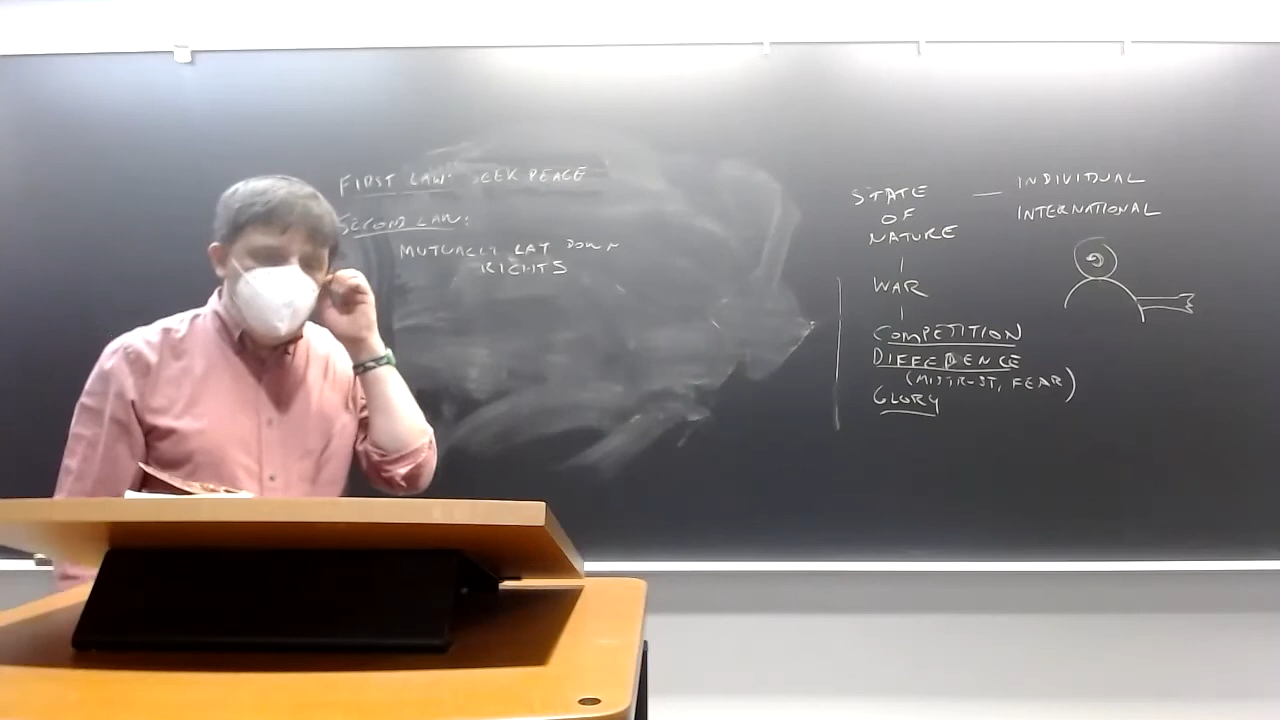 FIRST LAW: SEEK PEACE
SECOND LAW:
MUTUALLY LAY DOWN
RIGHTS
STATE
OF
NATURE
— INDIVIDUAL
INTERNATIONAL
WAR
COMPETITION
DIFFERENCE
(MISTRUST, FEAR)
GLORY